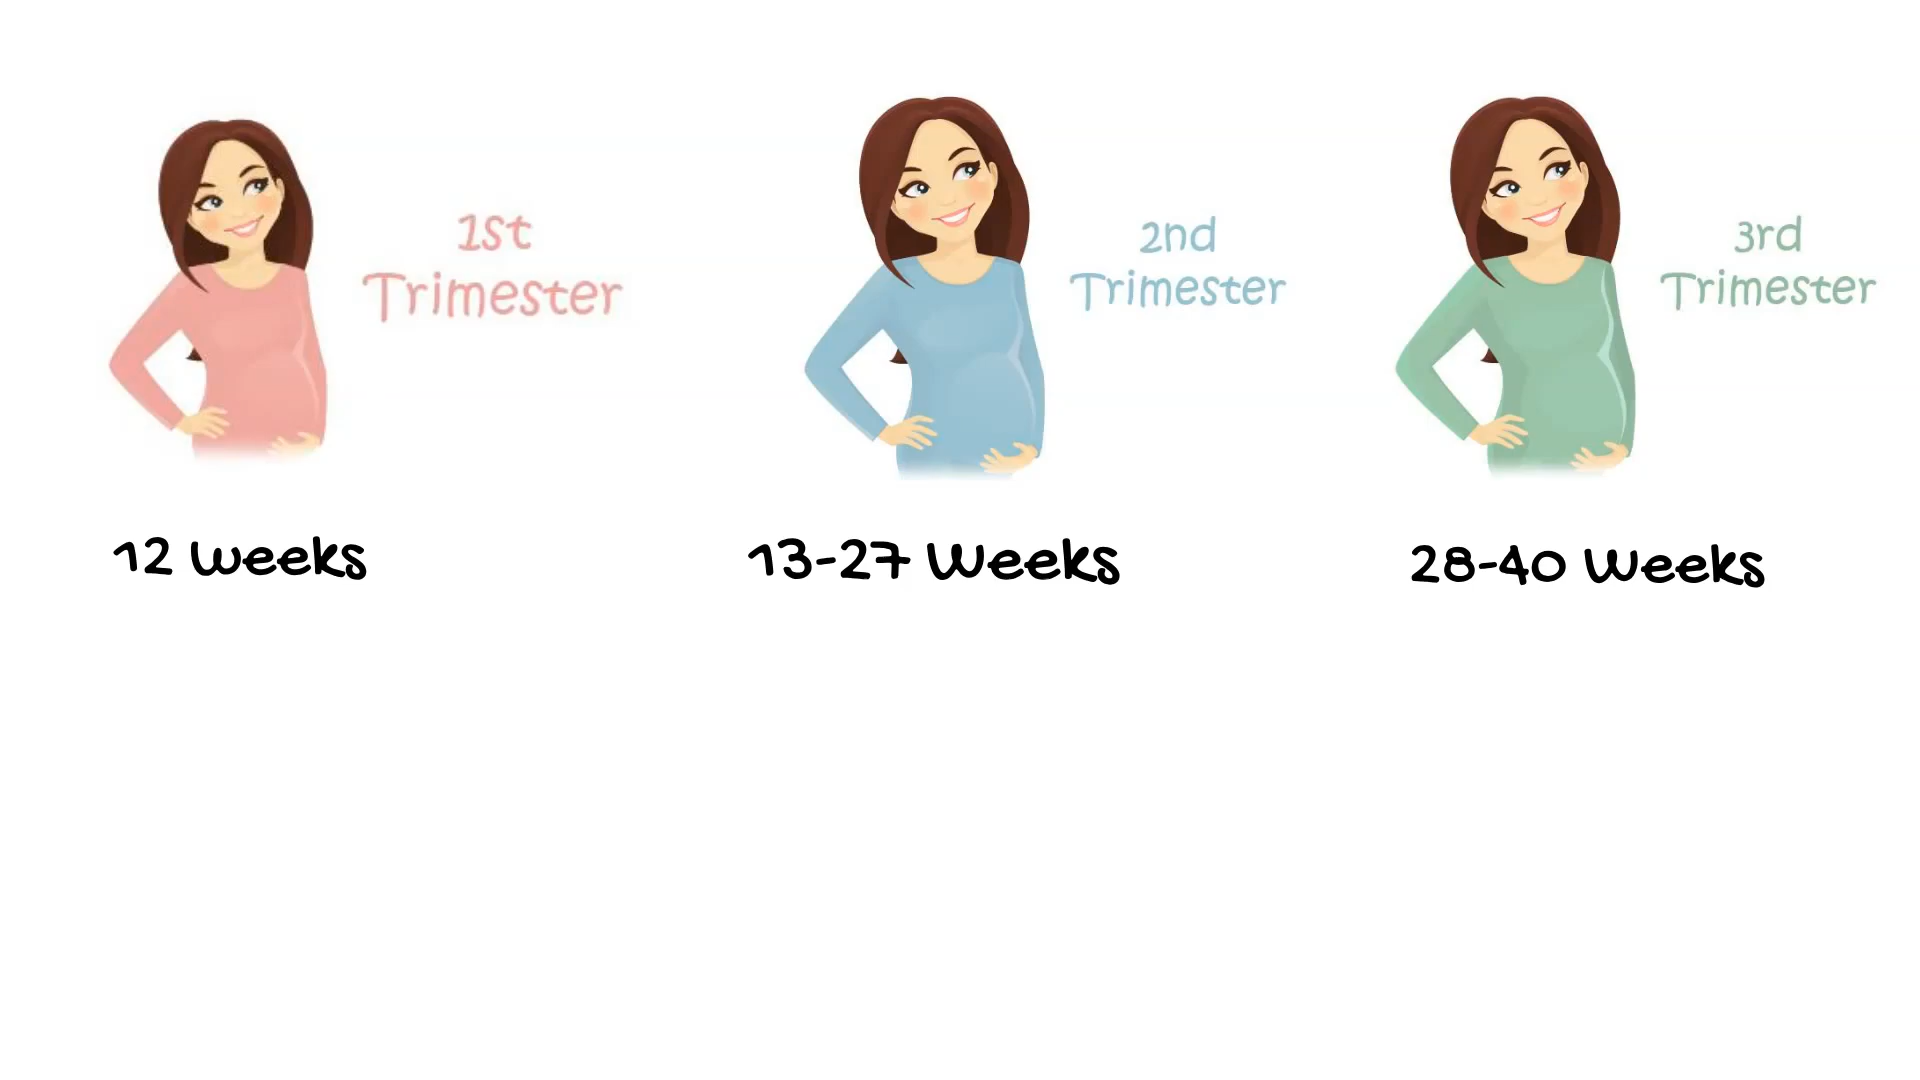 1st
Trimester
2nd
Trimester
3rd
Trimester
12 weeks
13-27 Weeks
28-40 Weeks